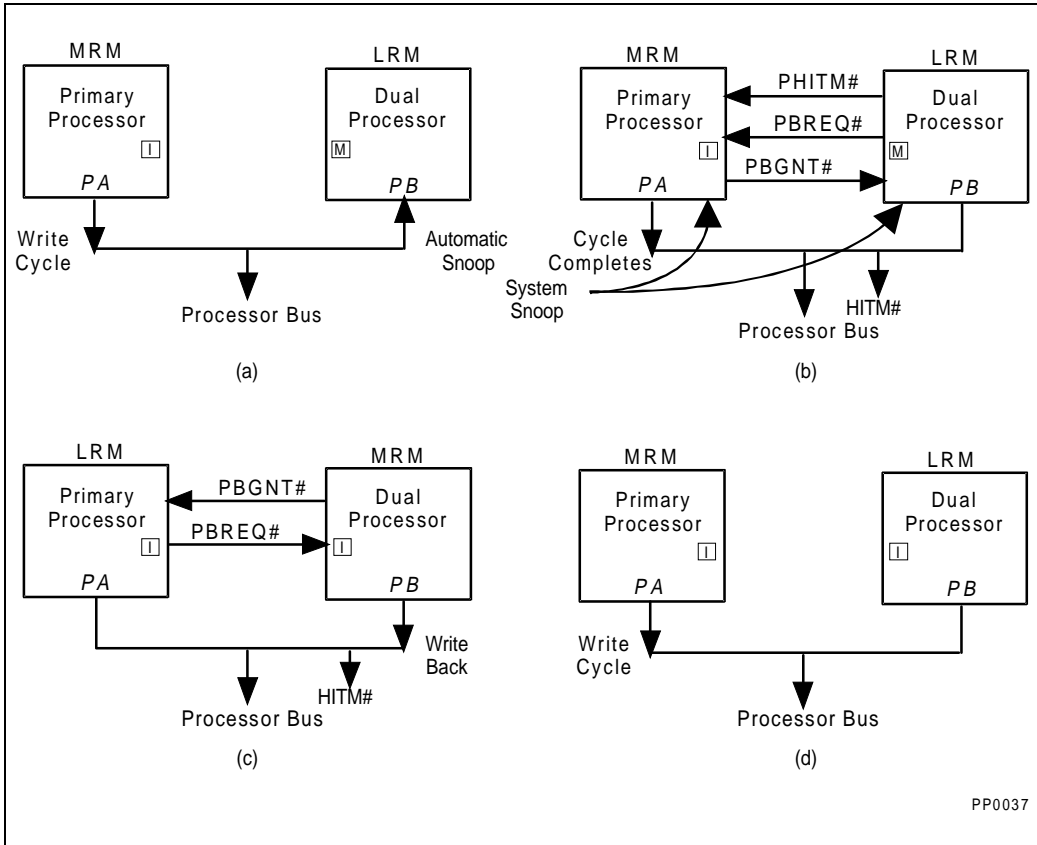 MRM
Primary
Processor
I
PA
Write
Cycle
LRM
Dual
Processor
M
PB
Automatic
Snoop
Processor Bus
(a)
MRM
Primary
Processor
I
PA
PHITM#
PBREQ#
PBGNT#
LRM
Dual
Processor
M
PB
Cycle
Completes
System
Snoop
HITM#
Processor Bus
(b)
LRM
Primary
Processor
I
PA
PBGNT#
PBREQ#
MRM
Dual
Processor
I
PB
Write
Back
HITM#
Processor Bus
(c)
MRM
Primary
Processor
I
PA
Write
Cycle
LRM
Dual
Processor
I
PB
Processor Bus
(d)
PP0037